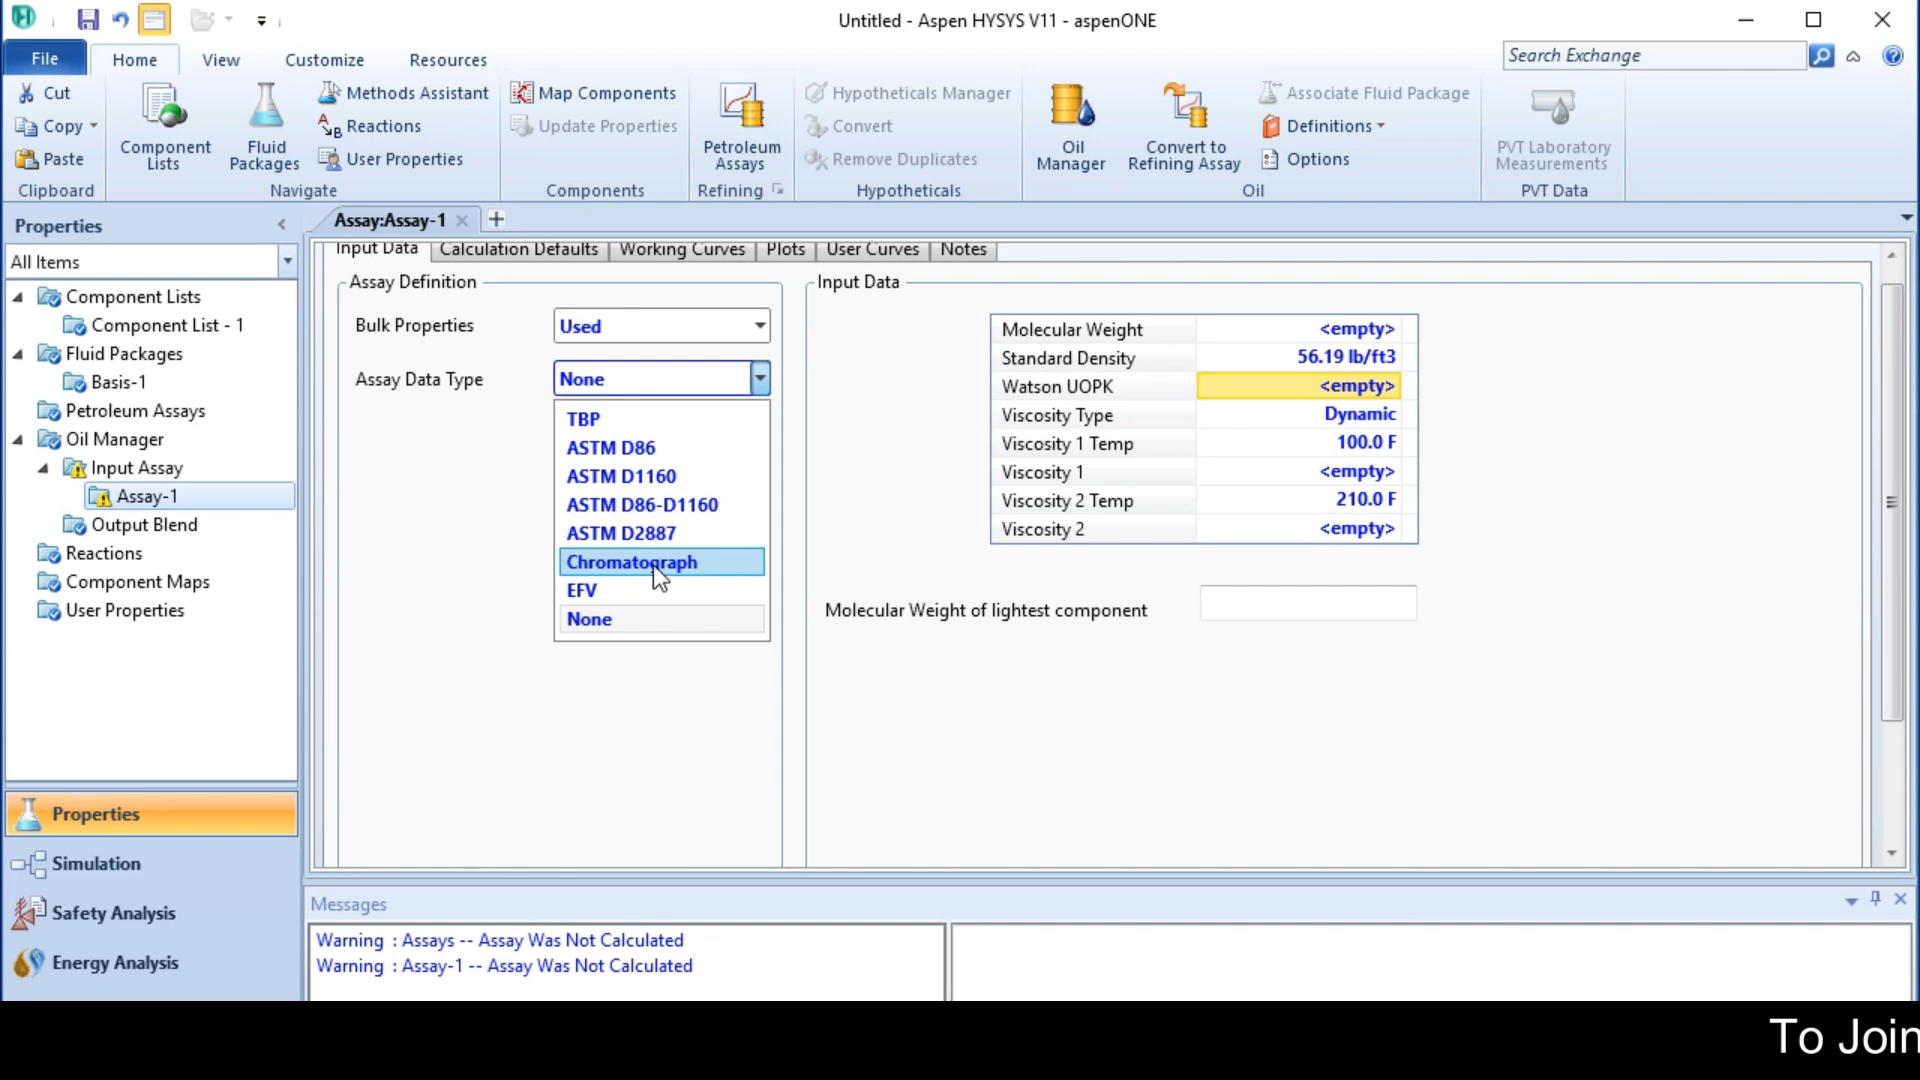 Untitled - Aspen HYSYS V11 - aspenONE
File
Home
View
Customize
Resources
Search Exchange
Cut
Copy
Paste
Clipboard
Component Lists
Fluid Packages
Methods Assistant
Reactions
User Properties
Navigate
Map Components
Update Properties
Components
Petroleum Assays
Refining
Hypotheticals Manager
Convert
Remove Duplicates
Hypotheticals
Oil Manager
Convert to Refining Assay
Associate Fluid Package
Definitions
Options
Oil
PVT Laboratory Measurements
PVT Data
Properties
All Items
Component Lists
Component List - 1
Fluid Packages
Basis-1
Petroleum Assays
Oil Manager
Input Assay
Assay-1
Output Blend
Reactions
Component Maps
User Properties
Properties
Simulation
Safety Analysis
Energy Analysis
Assay:Assay-1
Input Data
Calculation Defaults
Working Curves
Plots
User Curves
Notes
Assay Definition
Bulk Properties Used
Assay Data Type None
TBP
ASTM D86
ASTM D1160
ASTM D86-D1160
ASTM D2887
Chromatograph
EFV
None
Input Data
Molecular Weight <empty>
Standard Density 56.19 lb/ft3
Watson UOPK <empty>
Viscosity Type Dynamic
Viscosity 1 Temp 100.0 F
Viscosity 1 <empty>
Viscosity 2 Temp 210.0 F
Viscosity 2 <empty>
Molecular Weight of lightest component
Messages
Warning : Assays -- Assay Was Not Calculated
Warning : Assay-1 -- Assay Was Not Calculated
To Join